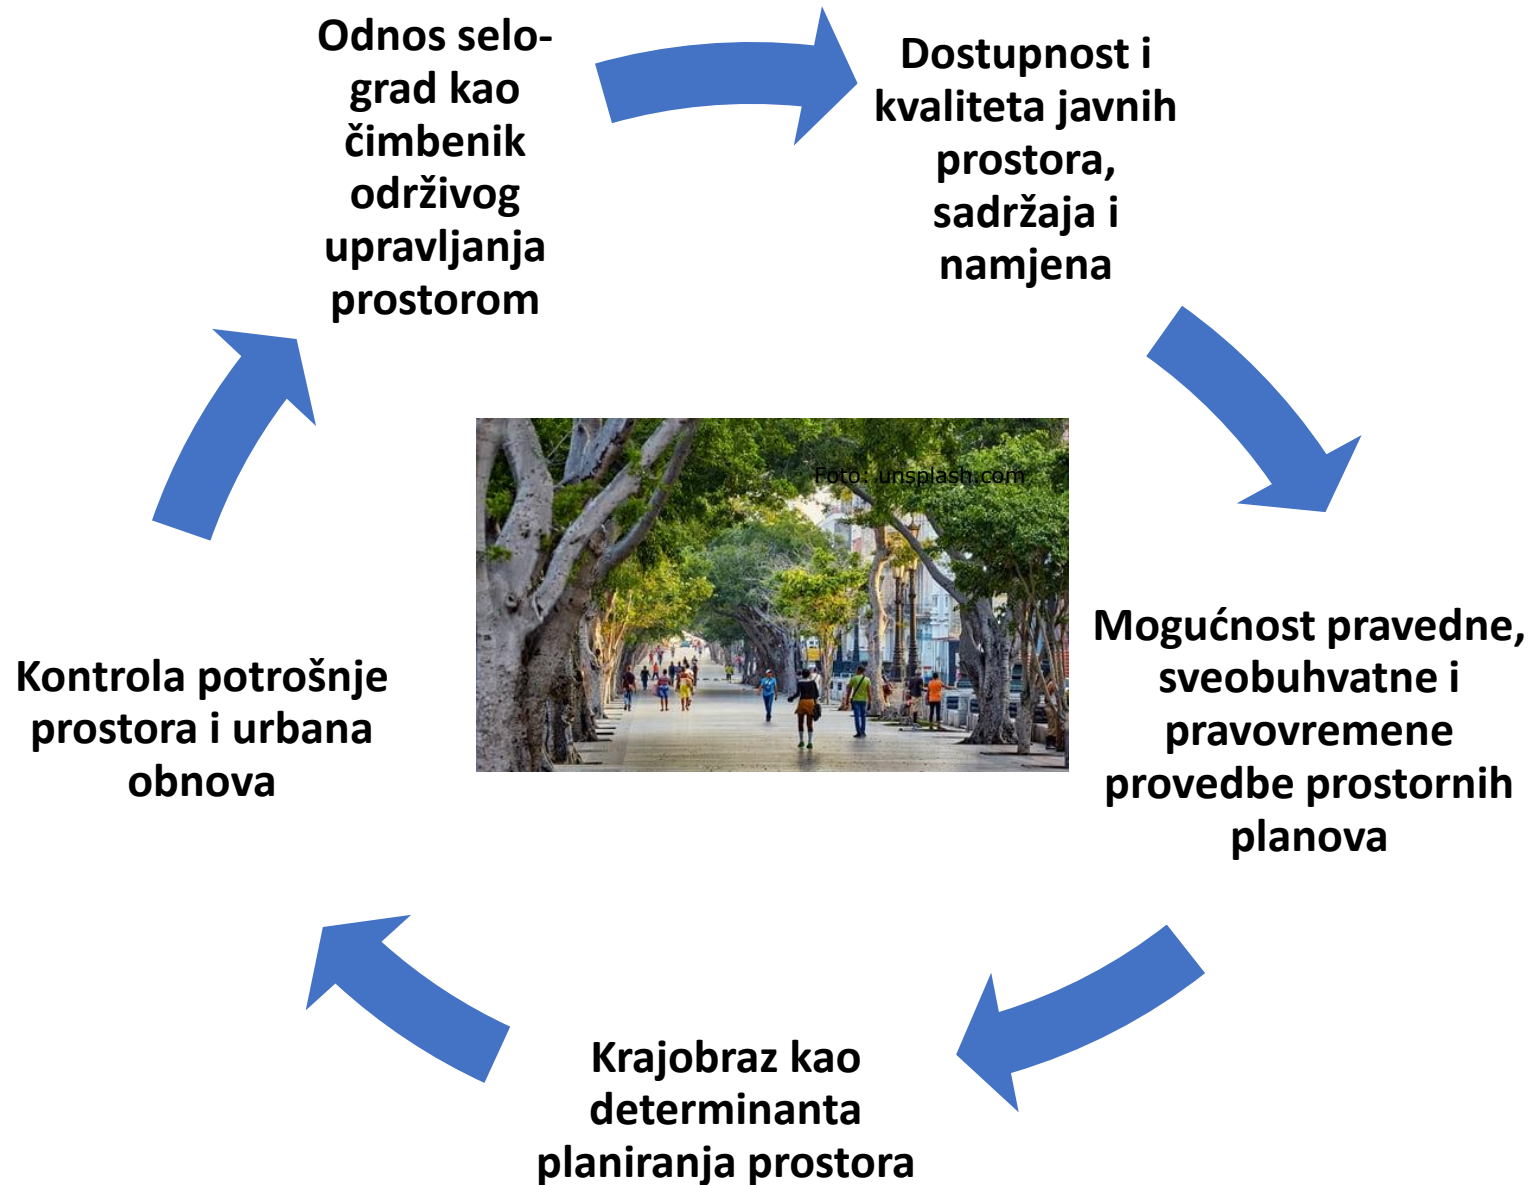 Odnos selo-
grad kao
čimbenik
održivog
upravljanja
prostorom
Dostupnost i
kvaliteta javnih
prostora,
sadržaja i
namjena
Foto: unsplash.com
Mogućnost pravedne,
sveobuhvatne i
pravovremene
provedbe prostornih
planova
Krajobraz kao
determinanta
planiranja prostora
Kontrola potrošnje
prostora i urbana
obnova